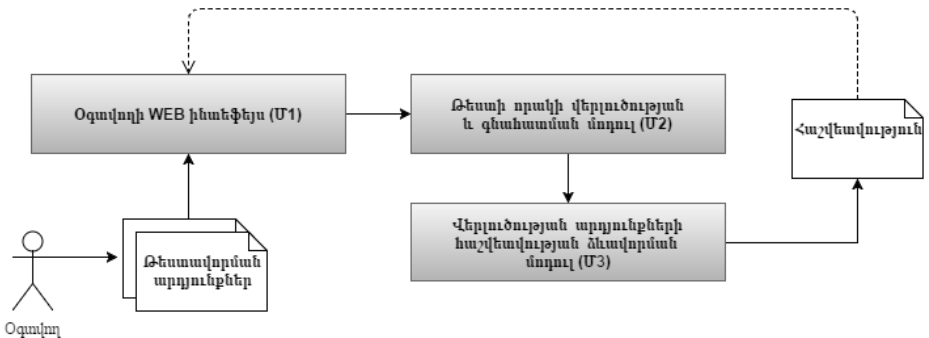 Օգտվողի WEB ինտեֆեյս (Մ1)
Թեստի որակի վերլուծության
և գնահատման մոդուլ (Մ2)
Հաշվետվություն
Վերլուծության արդյունքների
հաշվետվության ձևավորման
մոդուլ (Մ3)
Թեստավորման
արդյունքներ
Օգտվող